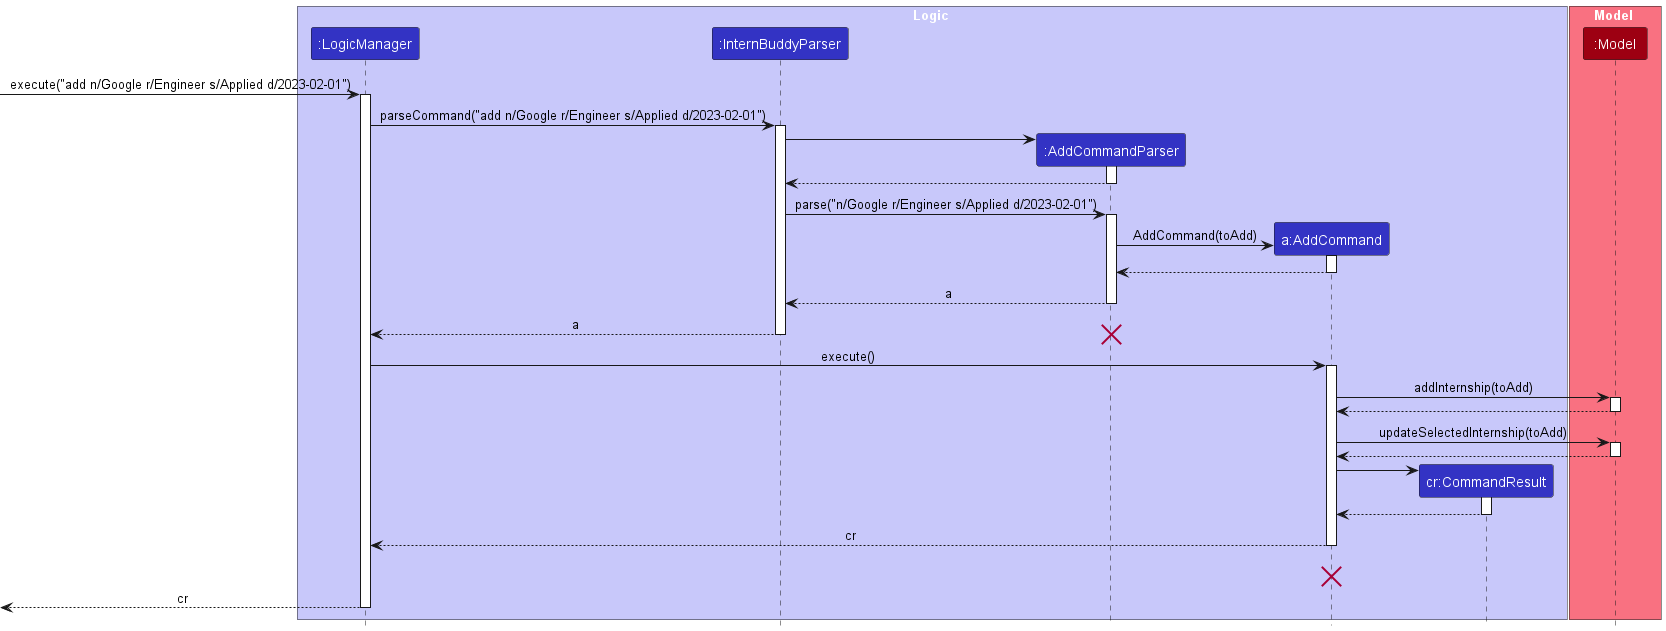 Logic
Model
:LogicManager
:InternBuddyParser
:Model
execute("add n/Google r/Engineer s/Applied d/2023-02-01")
parseCommand("add n/Google r/Engineer s/Applied d/2023-02-01")
:AddCommandParser
parse("n/Google r/Engineer s/Applied d/2023-02-01")
AddCommand(toAdd)
a:AddCommand
a
a
execute()
addInternship(toAdd)
updateSelectedInternship(toAdd)
cr:CommandResult
cr
cr